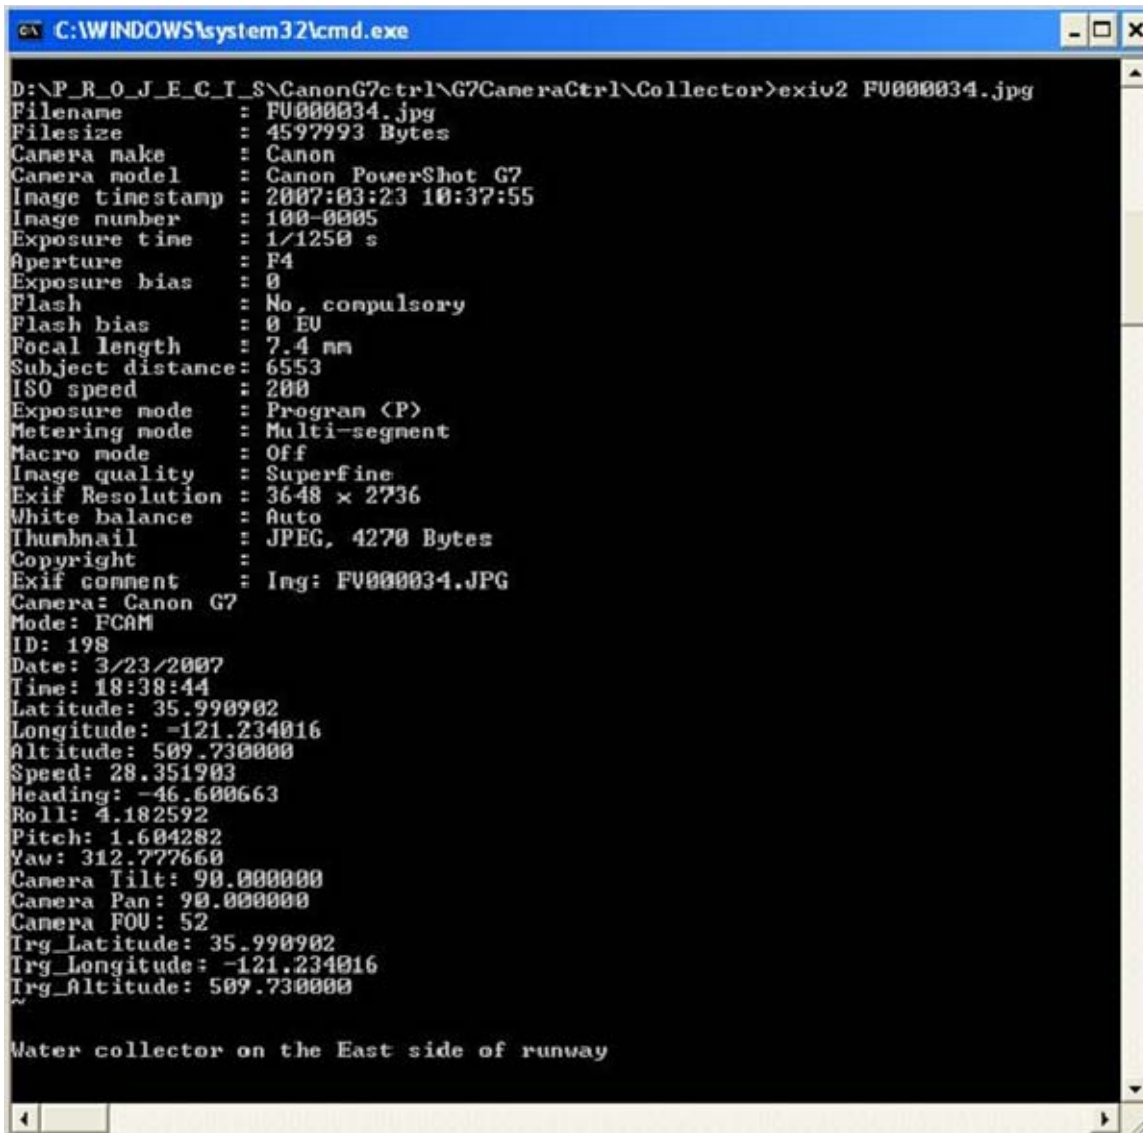 C:\WINDOWS\system32\cmd.exe
D:\P_R_O_J_E_C_T_S\CanonG7ctrl\G7CameraCtrl\Collector>exiv2 FV000034.jpg
Filename : FV000034.jpg
Filesize : 4597993 Bytes
Camera make : Canon
Camera model : Canon PowerShot G7
Image timestamp : 2007:03:23 10:37:55
Image number : 100-0005
Exposure time : 1/1250 s
Aperture : F4
Exposure bias : 0
Flash : No, compulsory
Flash bias : 0 EV
Focal length : 7.4 mm
Subject distance: 6553
ISO speed : 200
Exposure mode : Program (P)
Metering mode : Multi-segment
Macro mode : Off
Image quality : Superfine
Exif Resolution : 3648 x 2736
White balance : Auto
Thumbnail : JPEG, 4270 Bytes
Copyright :
Exif comment : Img: FV000034.JPG
Camera: Canon G7
Mode: FCAM
ID: 198
Date: 3/23/2007
Time: 18:38:44
Latitude: 35.990902
Longitude: -121.234016
Altitude: 509.730000
Speed: 28.351903
Heading: -46.600663
Roll: 4.182592
Pitch: 1.604282
Yaw: 312.777660
Camera Tilt: 90.000000
Camera Pan: 90.000000
Camera FOV: 52
Trg_Latitude: 35.990902
Trg_Longitude: -121.234016
Trg_Altitude: 509.730000
~
Water collector on the East side of runway